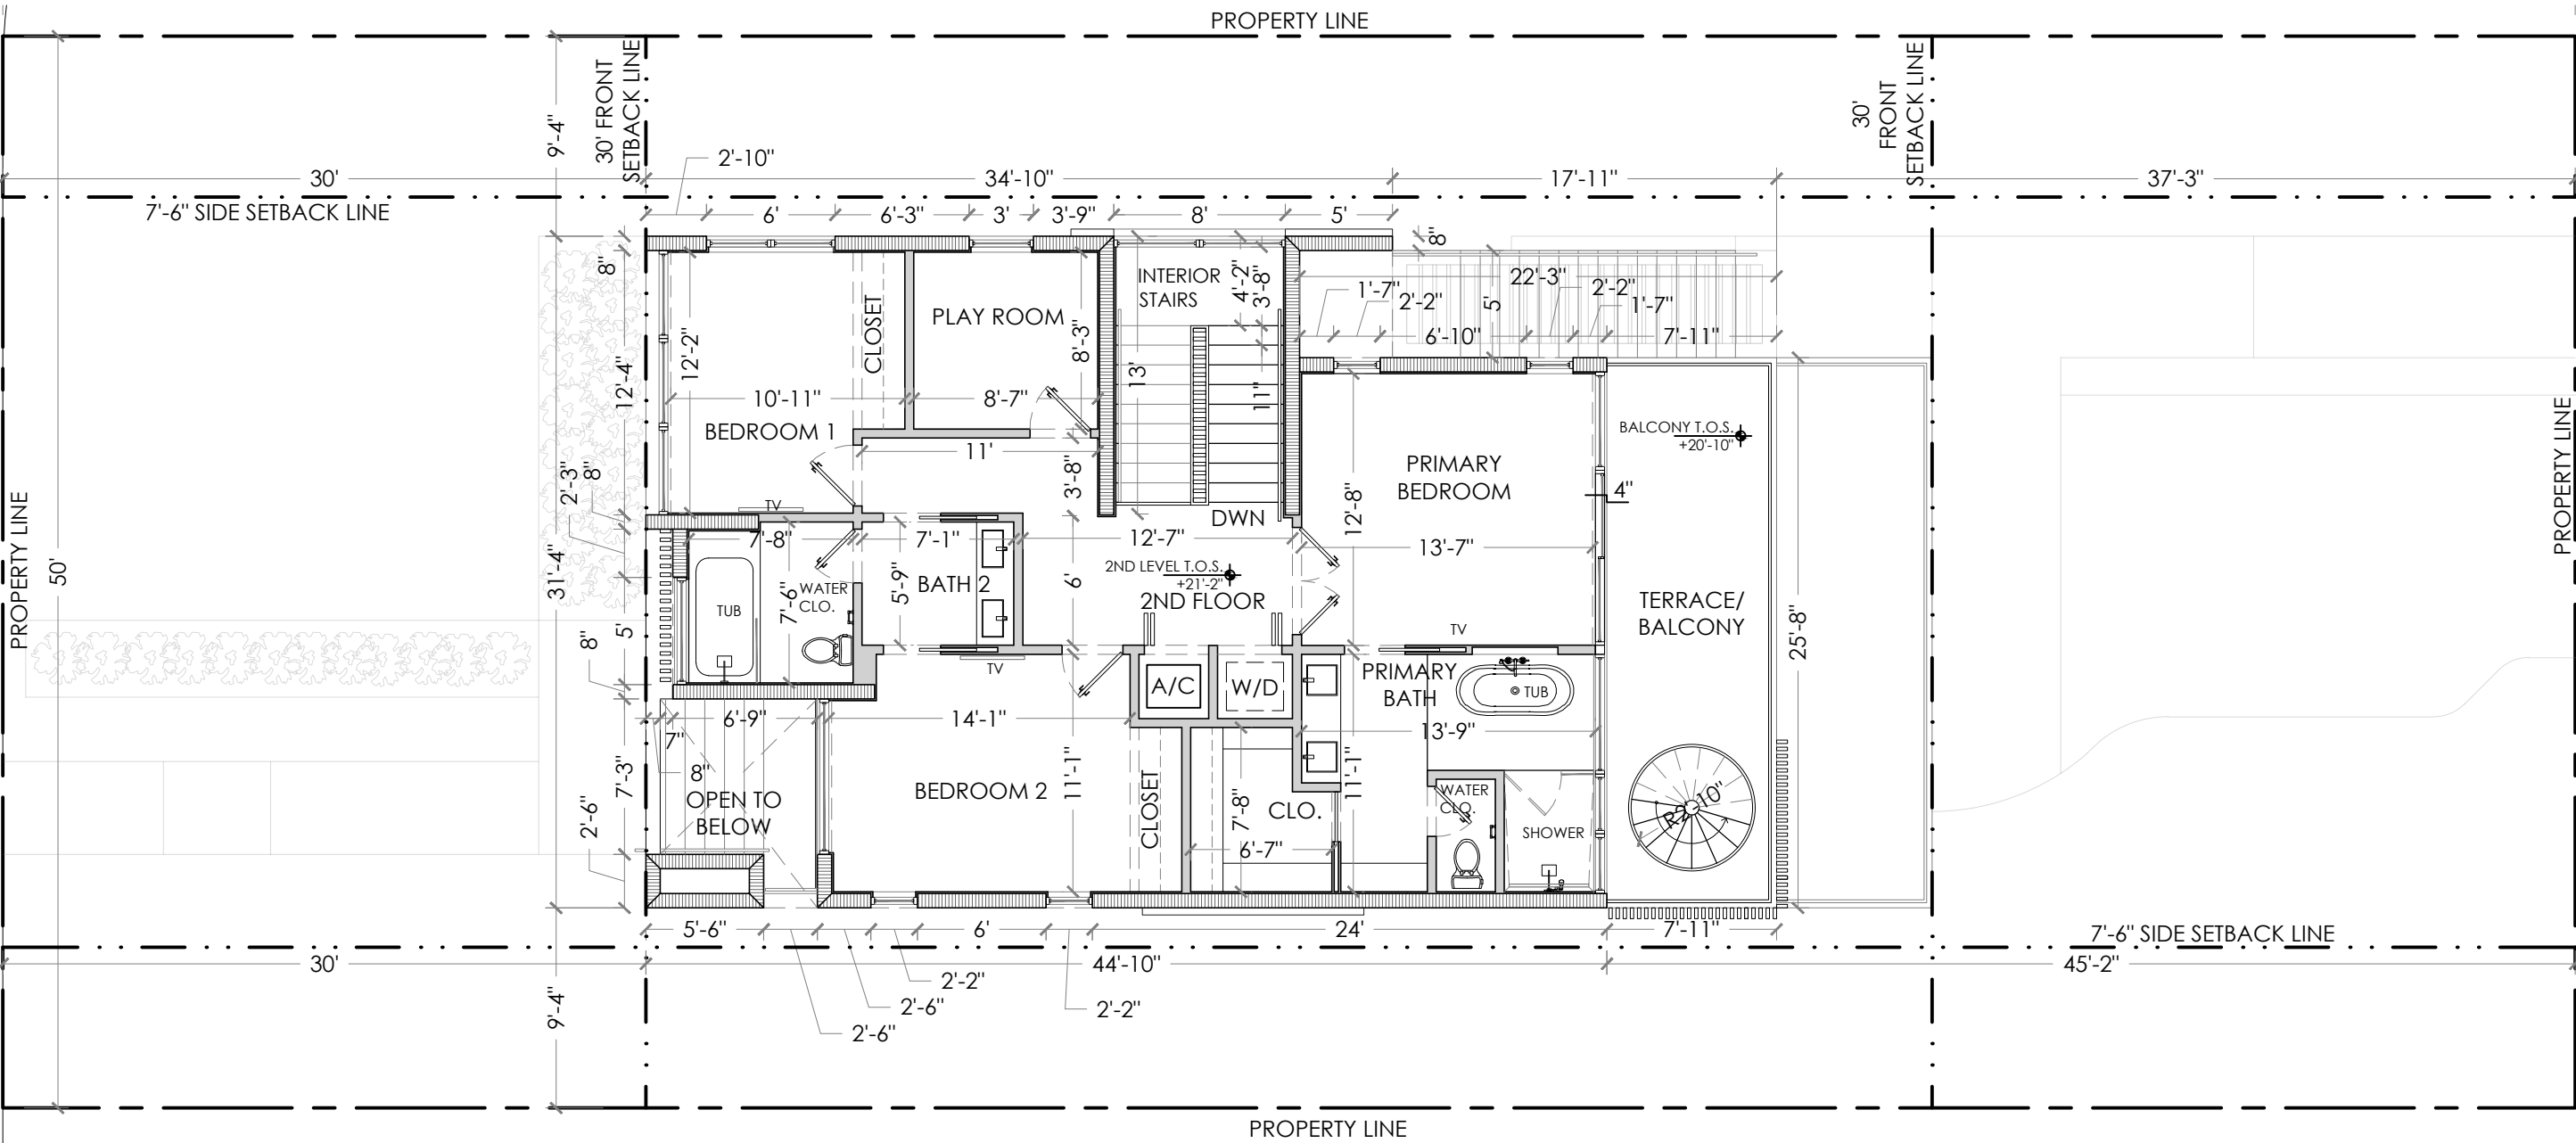 PROPERTY LINE
30' FRONT
SETBACK LINE
30'
FRONT
SETBACK LINE
9'-4"
2'-10"
30'
34'-10"
17'-11"
37'-3"
7'-6" SIDE SETBACK LINE
6'
6'-3"
3'
3'-9"
8'
5'
8"
8"
INTERIOR
STAIRS
4'-2"
3'-8"
22'-3"
1'-7"
2'-2"
5'
2'-2"
1'-7"
CLOSET
PLAY ROOM
8'-3"
12'-2"
12'-4"
13'
11"
6'-10"
7'-11"
10'-11"
8'-7"
BEDROOM 1
11'
BALCONY T.O.S.
+20'-10"
PROPERTY LINE
PROPERTY LINE
2'-3"
8"
3'-8"
PRIMARY
BEDROOM
4"
TV
DWN
12'-8"
7'-8"
7'-1"
12'-7"
13'-7"
50'
31'-4"
2ND LEVEL T.O.S.
+21'-2"
2ND FLOOR
5'-9"
BATH 2
6'
WATER
CLO.
7'-6"
TUB
TERRACE/
BALCONY
25'-8"
5'
8"
TV
TV
A/C
W/D
PRIMARY
BATH
TUB
6'-9"
14'-1"
13'-9"
7"
8"
7'-3"
2'-6"
OPEN TO
BELOW
BEDROOM 2
11'-1"
CLOSET
7'-8"
CLO.
6'-7"
11'-1"
WATER
CLO.
SHOWER
R2'-10"
5'-6"
6'
24'
7'-11"
7'-6" SIDE SETBACK LINE
30'
44'-10"
45'-2"
2'-2"
2'-6"
2'-6"
2'-2"
9'-4"
PROPERTY LINE